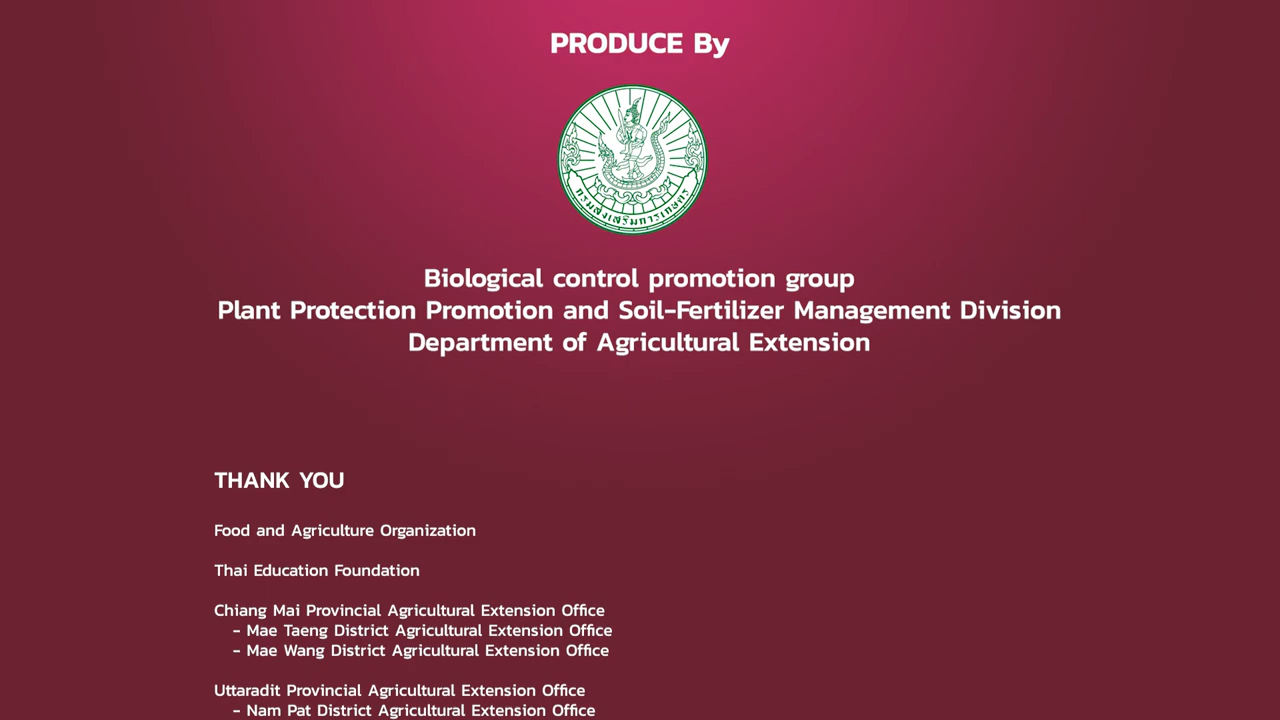 PRODUCE By
กรมส่งเสริมการเกษตร
Biological control promotion group
Plant Protection Promotion and Soil-Fertilizer Management Division
Department of Agricultural Extension
THANK YOU
Food and Agriculture Organization
Thai Education Foundation
Chiang Mai Provincial Agricultural Extension Office
- Mae Taeng District Agricultural Extension Office
- Mae Wang District Agricultural Extension Office
Uttaradit Provincial Agricultural Extension Office
- Nam Pat District Agricultural Extension Office